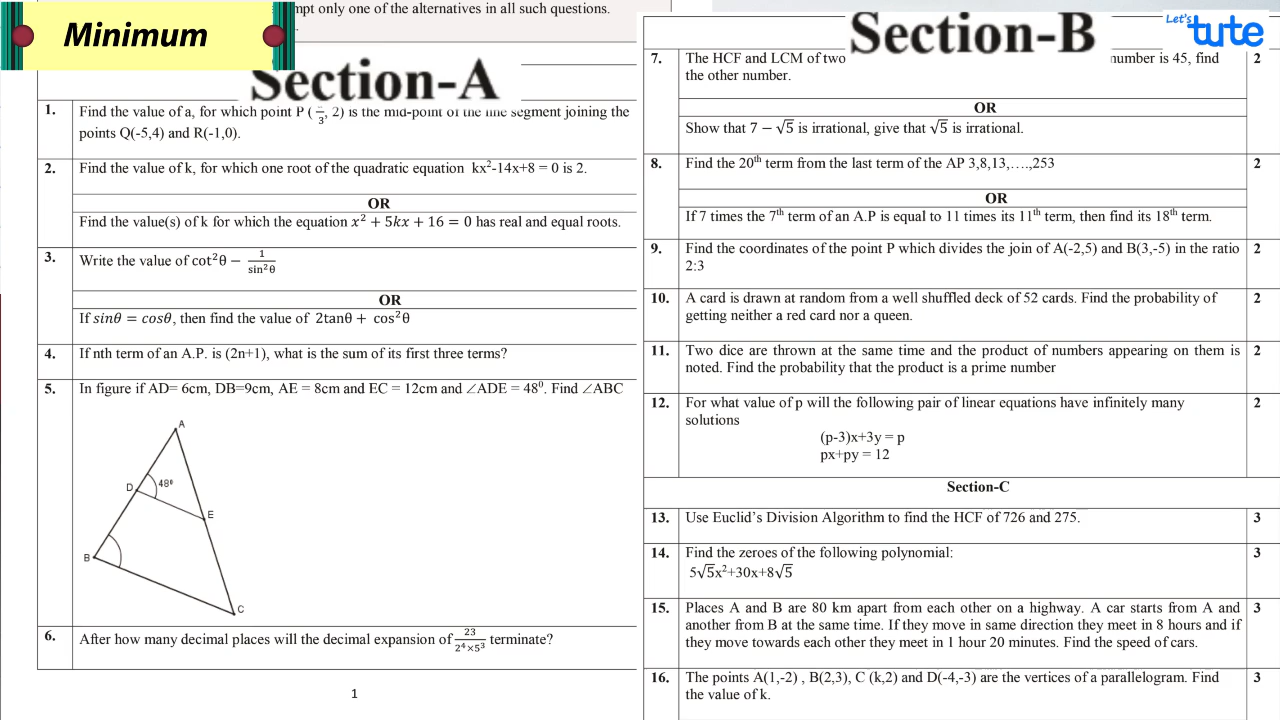 Minimum
mpt only one of the alternatives in all such questions.
Section-A
1. Find the value of a, for which point P ( /3, 2) is the mid-point of the line segment joining the
points Q(-5,4) and R(-1,0).
2. Find the value of k, for which one root of the quadratic equation kx²-14x+8 = 0 is 2.
OR
Find the value(s) of k for which the equation x² + 5kx + 16 = 0 has real and equal roots.
3. Write the value of cot²θ − 1/sin²θ
OR
If sinθ = cosθ, then find the value of 2tanθ + cos²θ
4. If nth term of an A.P. is (2n+1), what is the sum of its first three terms?
5. In figure if AD= 6cm, DB=9cm, AE = 8cm and EC = 12cm and ∠ADE = 48⁰. Find ∠ABC
A
D 48⁰
E
B
C
6. After how many decimal places will the decimal expansion of 23/2⁴×5³ terminate?
1
Let's
tute
Section-B
7. The HCF and LCM of two number is 45, find 2
the other number.
OR
Show that 7 − √5 is irrational, give that √5 is irrational.
8. Find the 20th term from the last term of the AP 3,8,13,….,253 2
OR
If 7 times the 7th term of an A.P is equal to 11 times its 11th term, then find its 18th term.
9. Find the coordinates of the point P which divides the join of A(-2,5) and B(3,-5) in the ratio 2
2:3
10. A card is drawn at random from a well shuffled deck of 52 cards. Find the probability of 2
getting neither a red card nor a queen.
11. Two dice are thrown at the same time and the product of numbers appearing on them is 2
noted. Find the probability that the product is a prime number
12. For what value of p will the following pair of linear equations have infinitely many 2
solutions
(p-3)x+3y = p
px+py = 12
Section-C
13. Use Euclid's Division Algorithm to find the HCF of 726 and 275. 3
14. Find the zeroes of the following polynomial: 3
5√5x²+30x+8√5
15. Places A and B are 80 km apart from each other on a highway. A car starts from A and 3
another from B at the same time. If they move in same direction they meet in 8 hours and if
they move towards each other they meet in 1 hour 20 minutes. Find the speed of cars.
16. The points A(1,-2) , B(2,3), C (k,2) and D(-4,-3) are the vertices of a parallelogram. Find 3
the value of k.